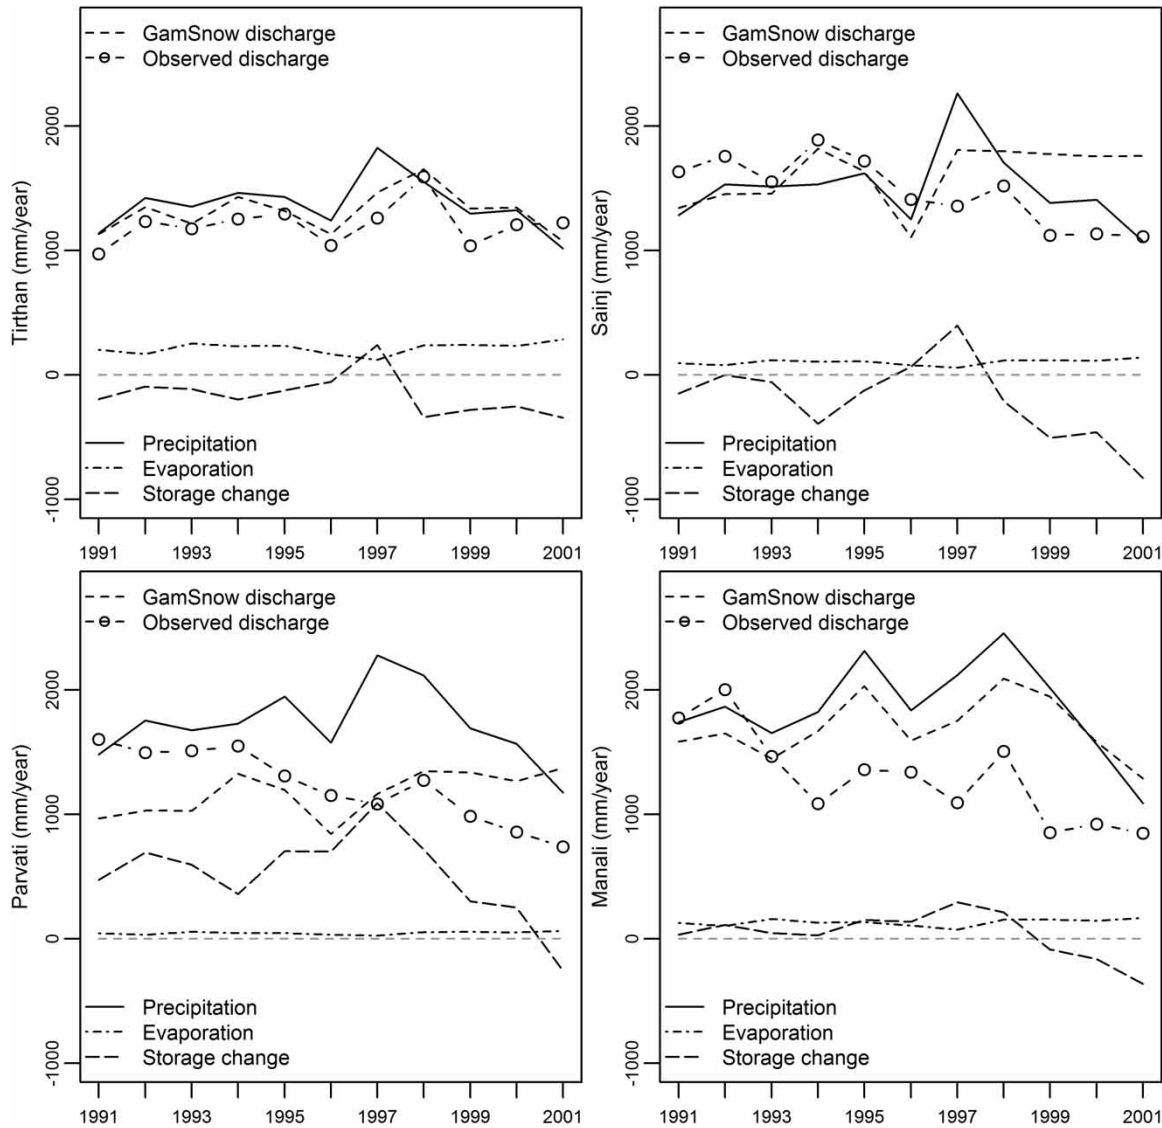 GamSnow discharge
Observed discharge
Tirthan (mm/year)
2000
1000
0
-1000
Precipitation
Evaporation
Storage change
1991 1993 1995 1997 1999 2001
GamSnow discharge
Observed discharge
Sainj (mm/year)
2000
1000
0
-1000
Precipitation
Evaporation
Storage change
1991 1993 1995 1997 1999 2001
GamSnow discharge
Observed discharge
Parvati (mm/year)
2000
1000
0
-1000
Precipitation
Evaporation
Storage change
1991 1993 1995 1997 1999 2001
GamSnow discharge
Observed discharge
Manali (mm/year)
2000
1000
0
-1000
Precipitation
Evaporation
Storage change
1991 1993 1995 1997 1999 2001